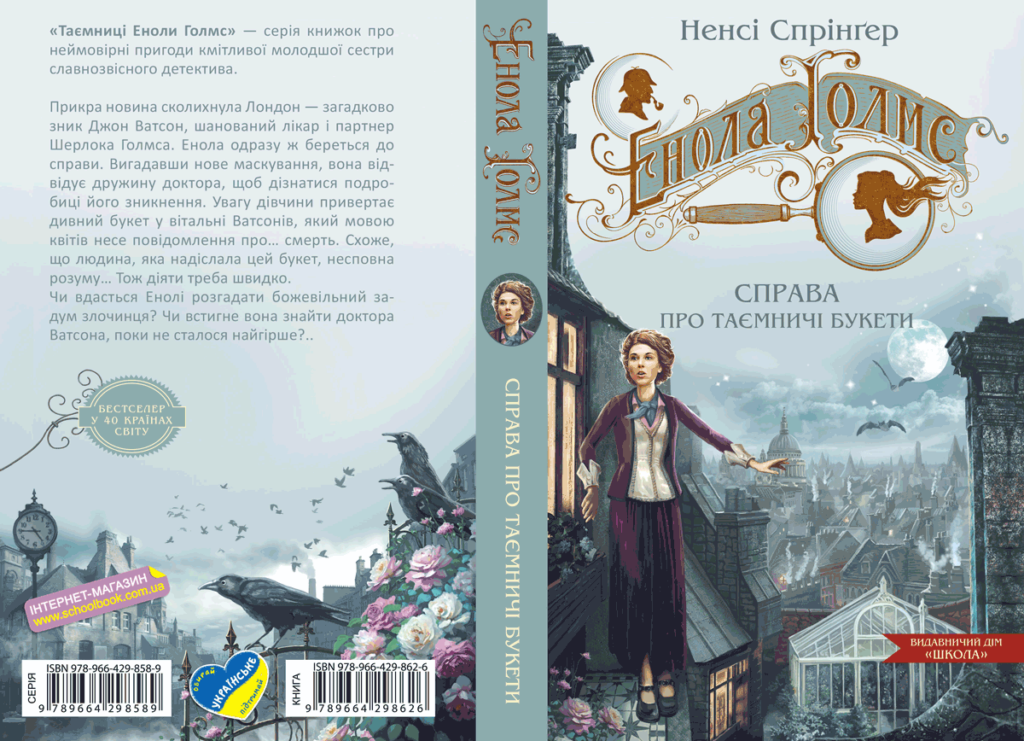 «Таємниці Еноли Голмс» — серія книжок про
неймовірні пригоди кмітливої молодшої сестри
славнозвісного детектива.
Прикра новина сколихнула Лондон — загадково
зник Джон Ватсон, шанований лікар і партнер
Шерлока Голмса. Енола одразу ж береться до
справи. Вигадавши нове маскування, вона від-
відує дружину доктора, щоб дізнатися подро-
биці його зникнення. Увагу дівчини привертає
дивний букет у вітальні Ватсонів, який мовою
квітів несе повідомлення про… смерть. Схоже,
що людина, яка надіслала цей букет, несповна
розуму… Тож діяти треба швидко.
Чи вдасться Енолі розгадати божевільний за-
дум злочинця? Чи встигне вона знайти доктора
Ватсона, поки не сталося найгірше?..
БЕСТСЕЛЕР
У 40 КРАЇНАХ
СВІТУ
ІНТЕРНЕТ-МАГАЗИН
www.schoolbook.com.ua
СЕРІЯ
ISBN 978-966-429-858-9
9 789664 298589
обирай
УКРАЇНСЬКЕ
підтримай
КНИГА
ISBN 978-966-429-862-6
9 789664 298626
Енола Голмс
СПРАВА ПРО ТАЄМНИЧІ БУКЕТИ
Ненсі Спрінґер
Енола Голмс
СПРАВА
ПРО ТАЄМНИЧІ БУКЕТИ
ВИДАВНИЧИЙ ДІМ
«ШКОЛА»